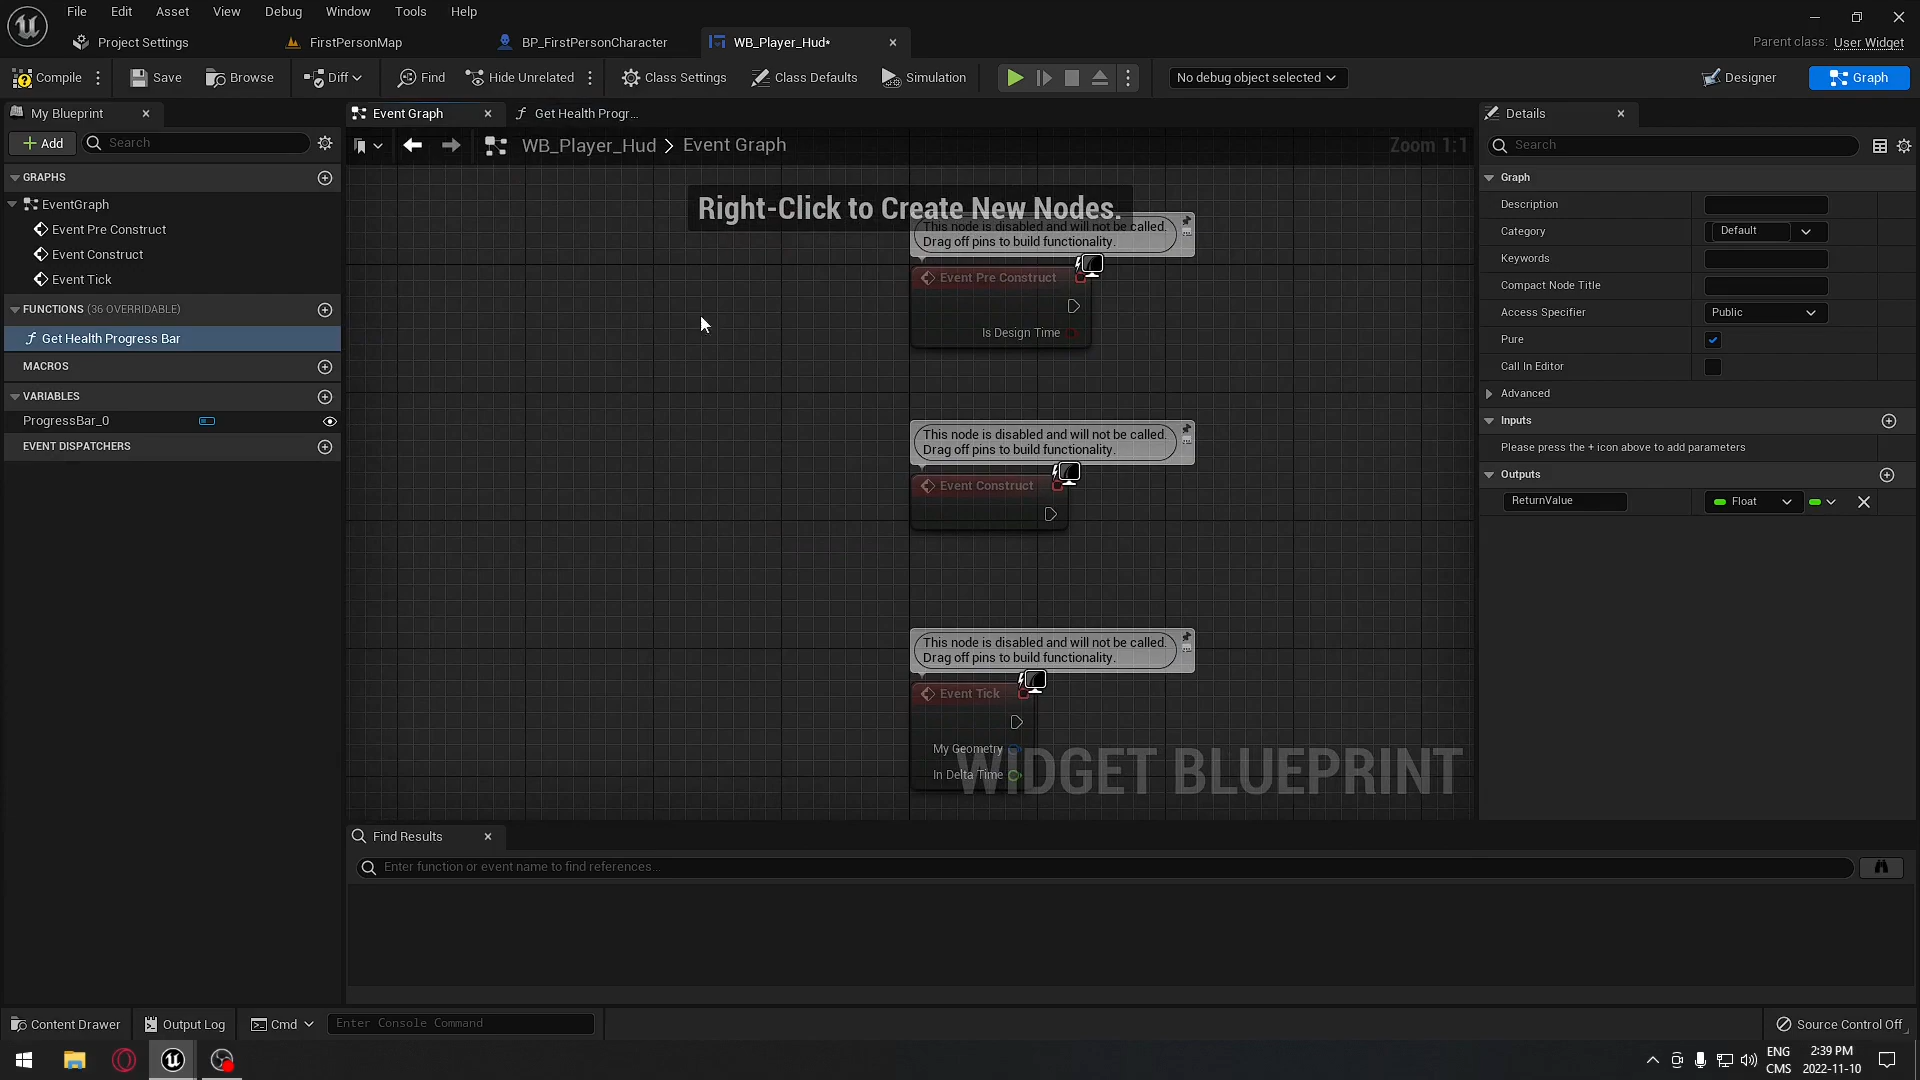 File Edit Asset View Debug Window Tools Help
Project Settings FirstPersonMap BP_FirstPersonCharacter WB_Player_Hud*
Parent class: User Widget
Compile Save Browse Diff Find Hide Unrelated Class Settings Class Defaults Simulation No debug object selected Designer Graph
My Blueprint
Add Search
GRAPHS
EventGraph
Event Pre Construct
Event Construct
Event Tick
FUNCTIONS (36 OVERRIDABLE)
Get Health Progress Bar
MACROS
VARIABLES
ProgressBar_0
EVENT DISPATCHERS
Event Graph Get Health Progr...
WB_Player_Hud > Event Graph Zoom 1:1
Right-Click to Create New Nodes.
This node is disabled and will not be called.
Drag off pins to build functionality.
Event Pre Construct
Is Design Time
This node is disabled and will not be called.
Drag off pins to build functionality.
Event Construct
This node is disabled and will not be called.
Drag off pins to build functionality.
Event Tick
My Geometry
In Delta Time
WIDGET BLUEPRINT
Find Results
Enter function or event name to find references...
Details
Search
Graph
Description
Category Default
Keywords
Compact Node Title
Access Specifier Public
Pure
Call In Editor
Advanced
Inputs
Please press the + icon above to add parameters
Outputs
ReturnValue Float
Content Drawer Output Log Cmd Enter Console Command Source Control Off
ENG 2:39 PM
CMS 2022-11-10